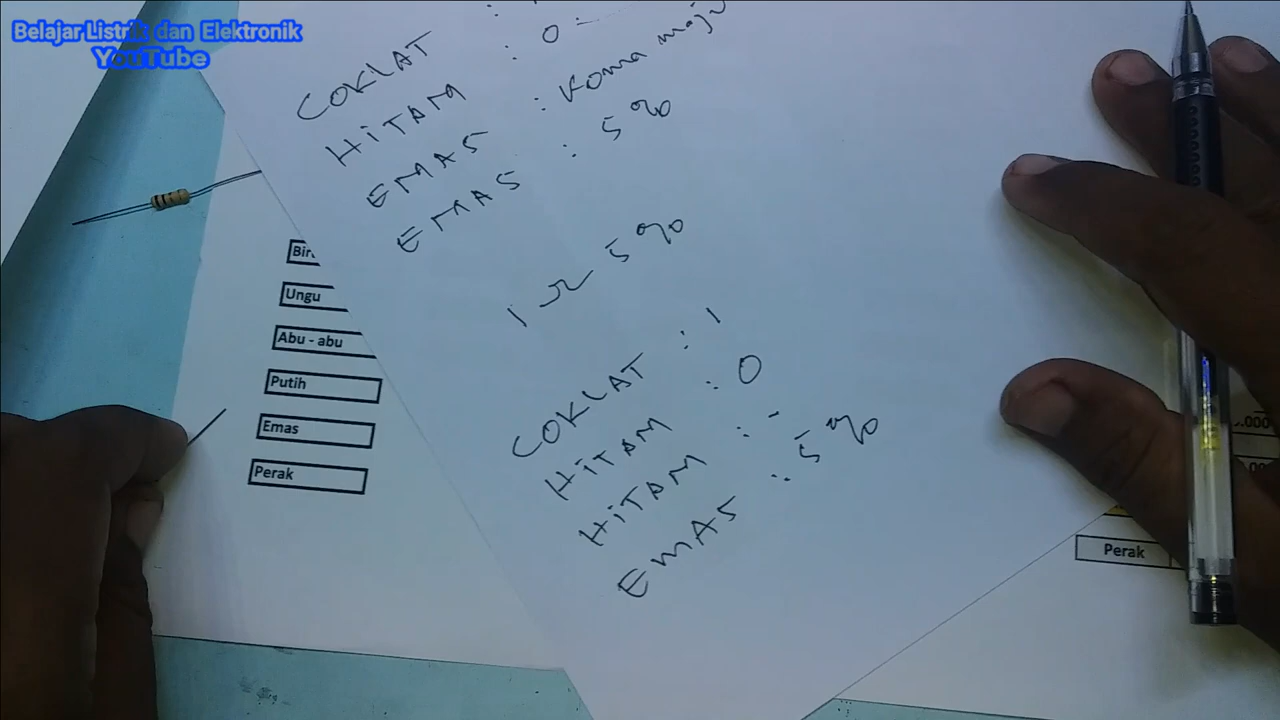 Belajar Listrik dan Elektronik
YouTube
COKLAT
HITAM : 0
EMAS : Koma maju
EMAS : 5%
1 Ω 5%
COKLAT : 1
HITAM : 0
HITAM : -
EMAS : 5%
Ungu
Abu - abu
Putih
Emas
Perak
Perak